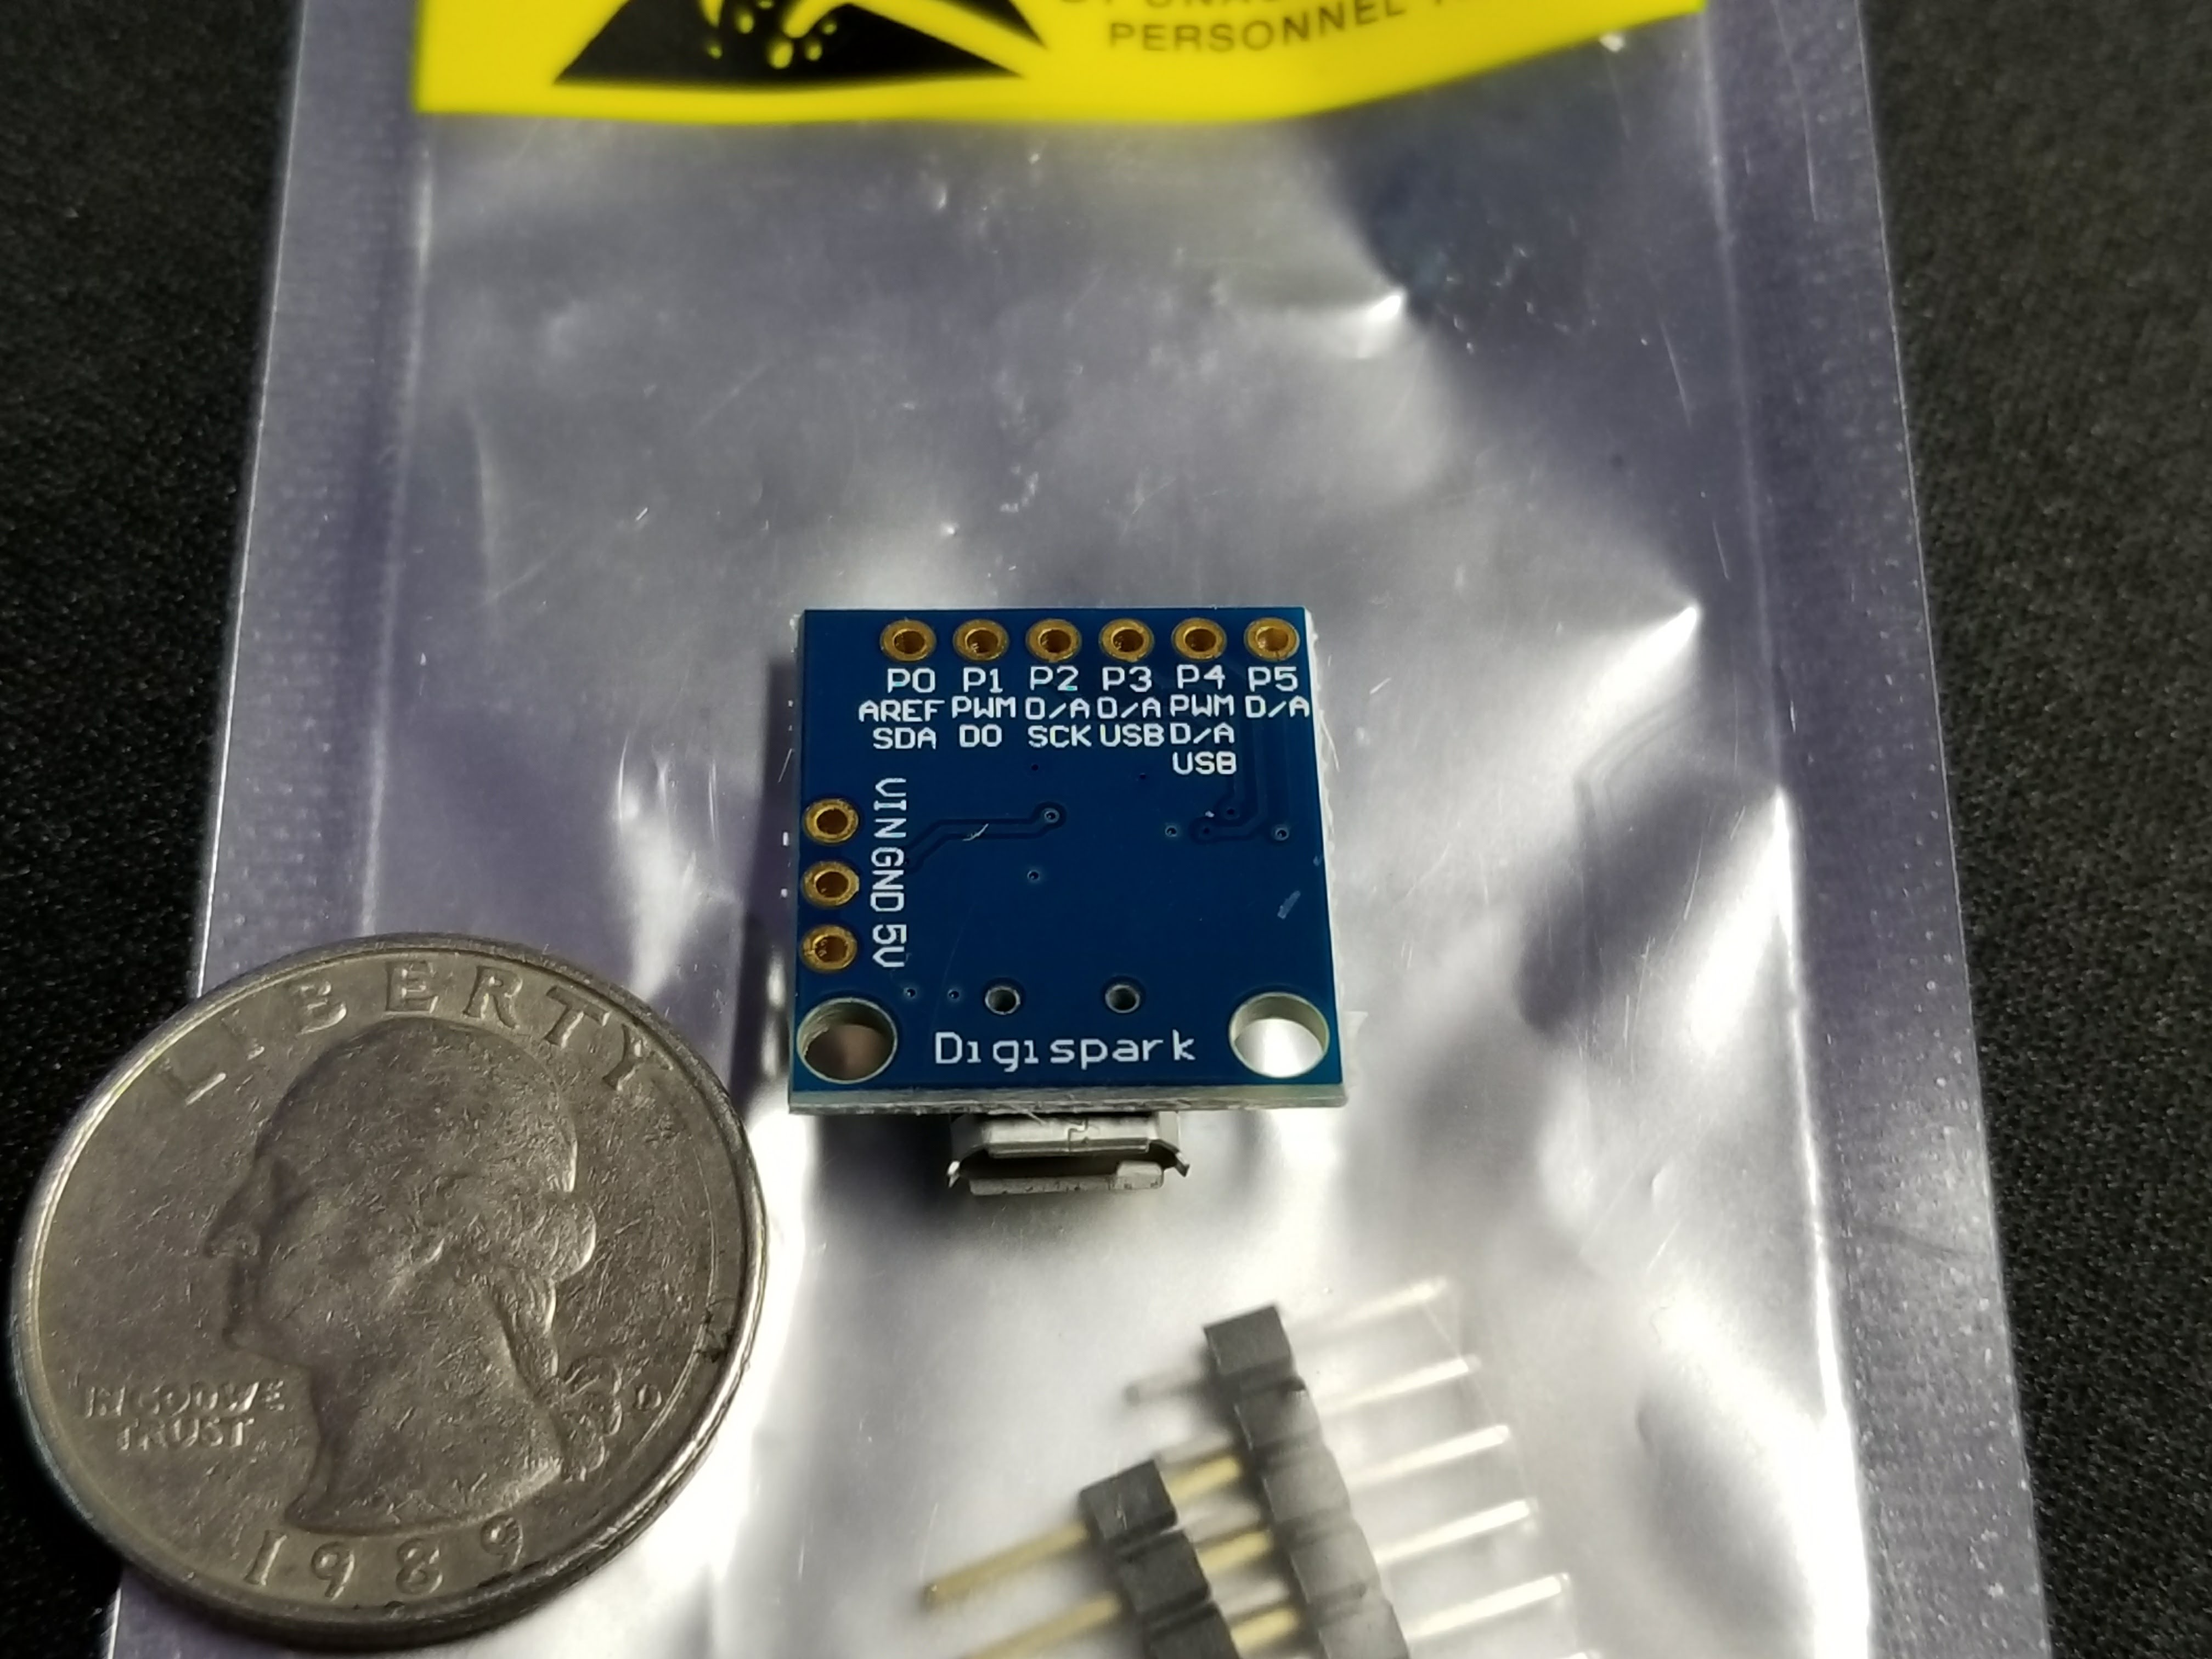 PERSONNEL
P0 P1 P2 P3 P4 P5
AREF PWM D/A D/A PWM D/A
SDA DO SCK USB D/A
USB
VIN GND 5V
Digispark
LIBERTY
IN GOD WE
TRUST
D
1989